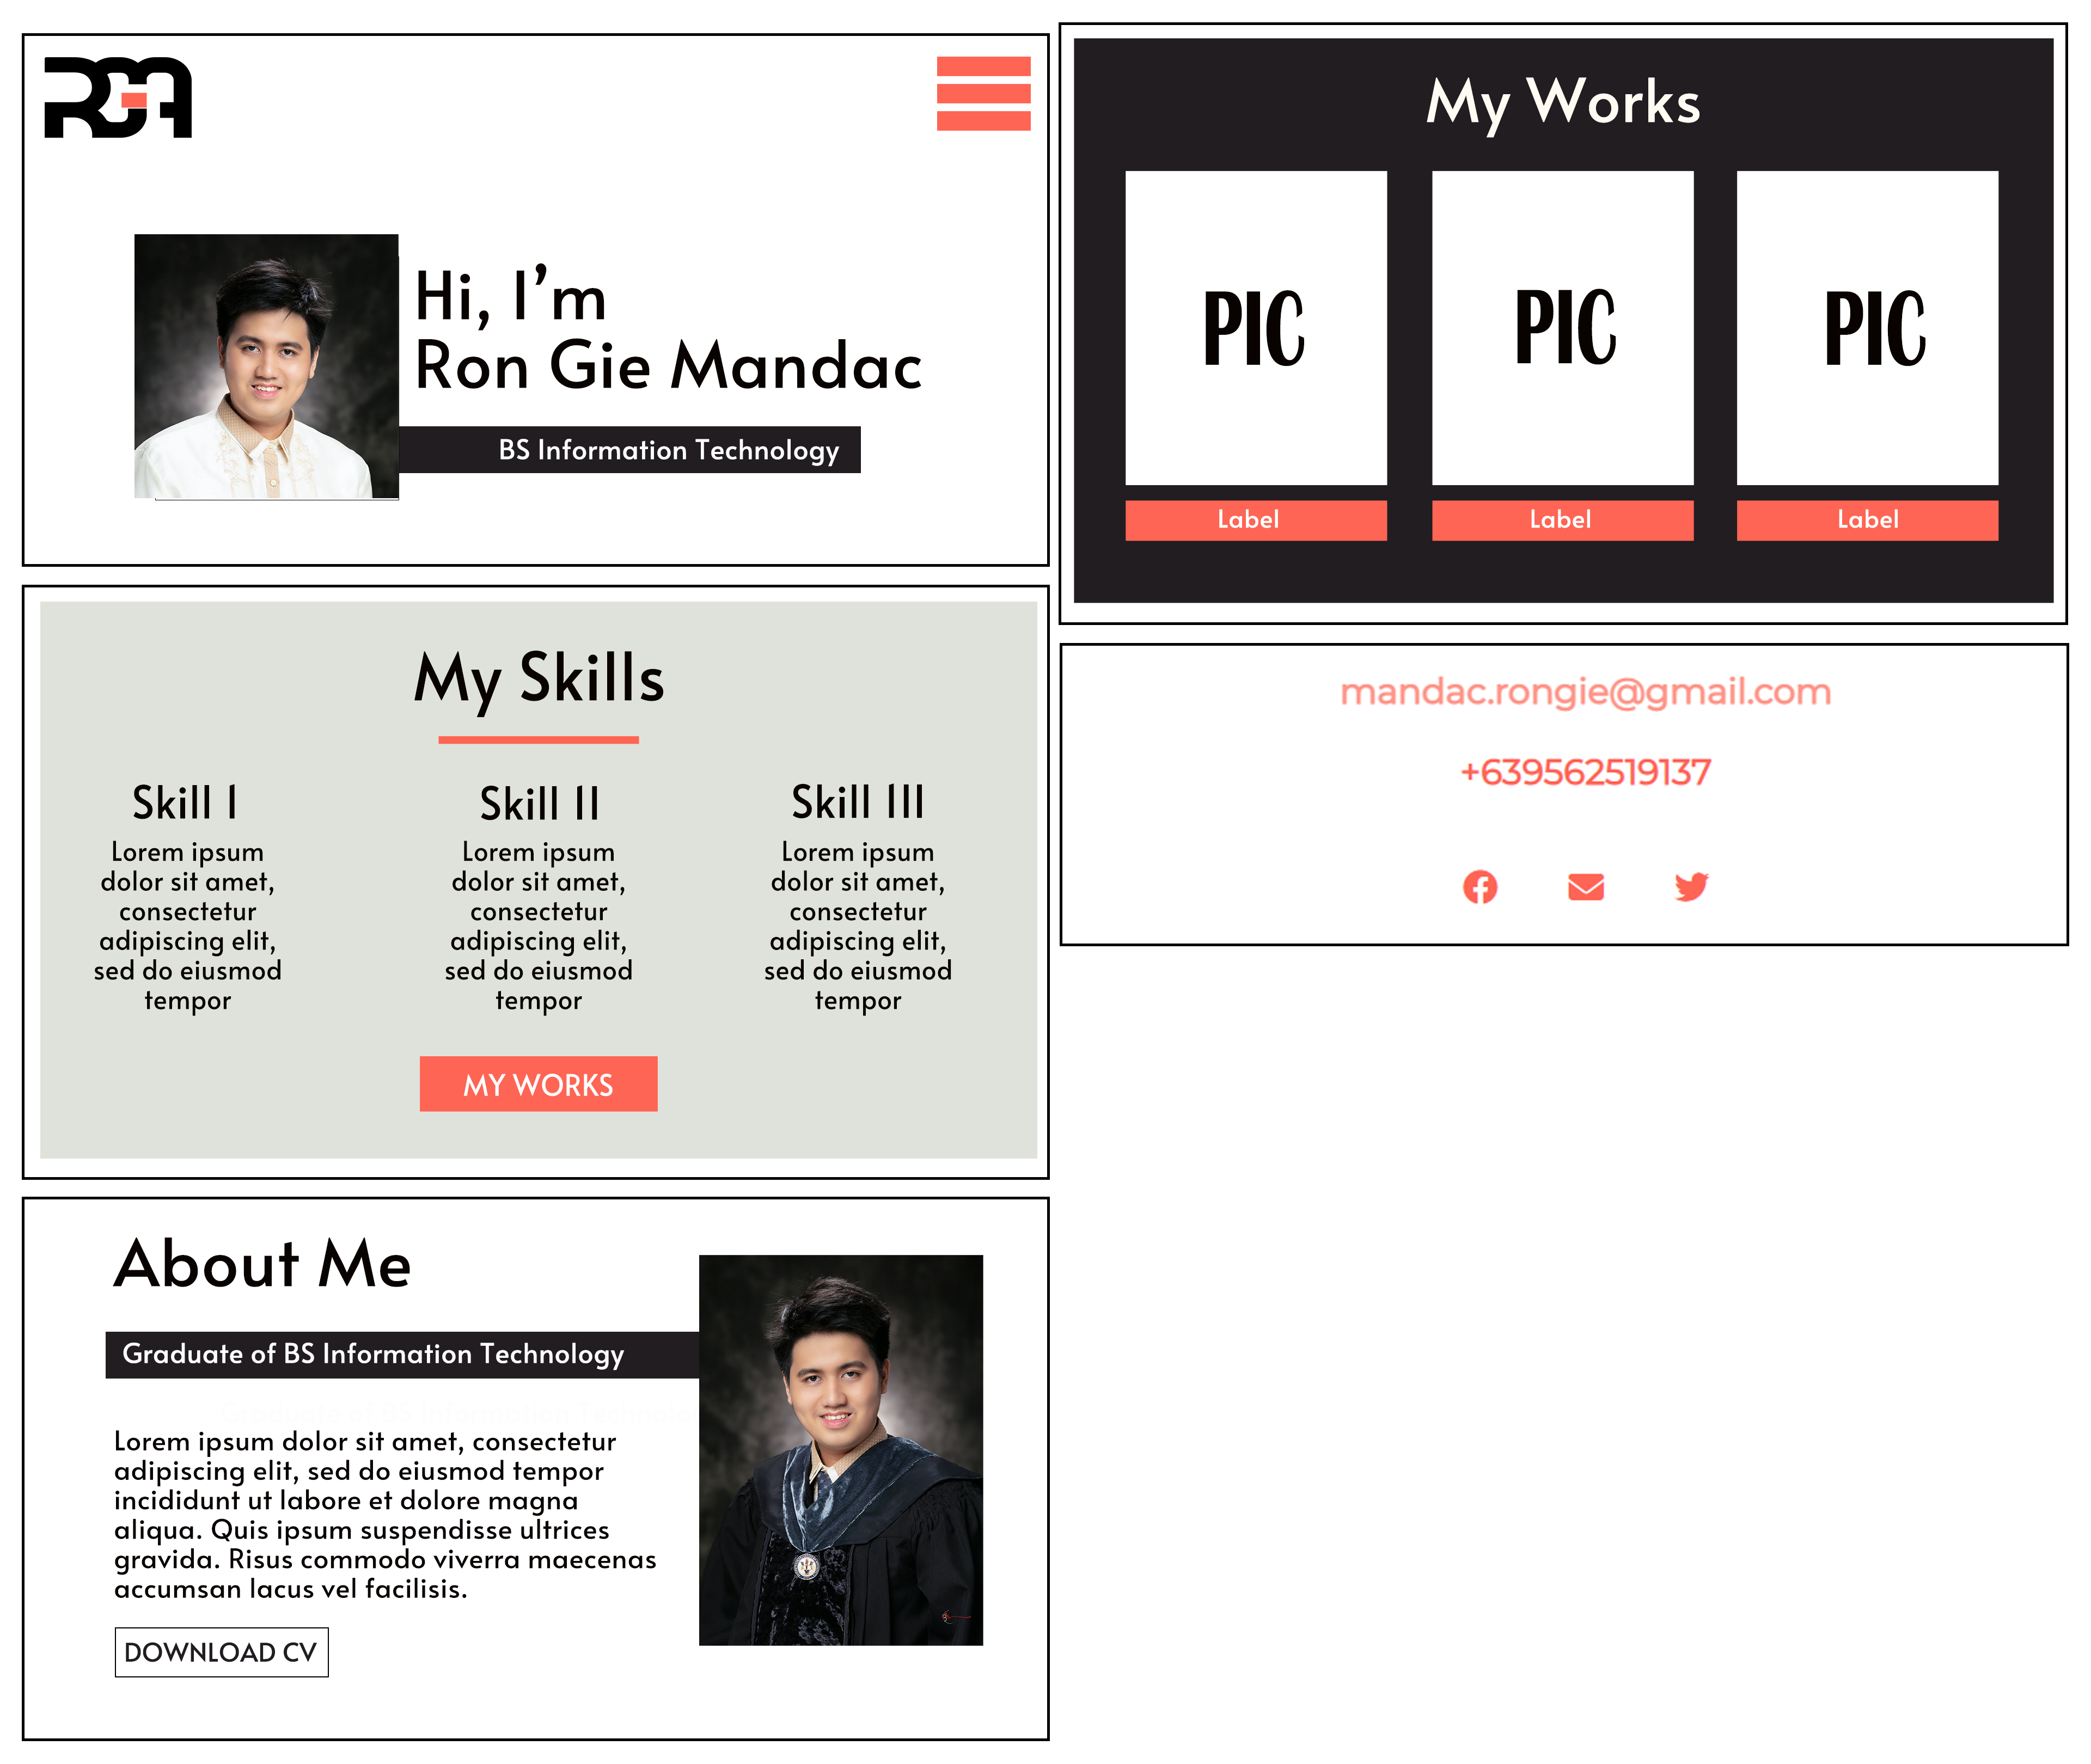 RGM
Hi, I’m
Ron Gie Mandac
BS Information Technology
My Skills
Skill I
Lorem ipsum
dolor sit amet,
consectetur
adipiscing elit,
sed do eiusmod
tempor
Skill II
Lorem ipsum
dolor sit amet,
consectetur
adipiscing elit,
sed do eiusmod
tempor
Skill III
Lorem ipsum
dolor sit amet,
consectetur
adipiscing elit,
sed do eiusmod
tempor
MY WORKS
About Me
Graduate of BS Information Technology
Lorem ipsum dolor sit amet, consectetur
adipiscing elit, sed do eiusmod tempor
incididunt ut labore et dolore magna
aliqua. Quis ipsum suspendisse ultrices
gravida. Risus commodo viverra maecenas
accumsan lacus vel facilisis.
DOWNLOAD CV
My Works
PIC
PIC
PIC
Label
Label
Label
mandac.rongie@gmail.com
+639562519137